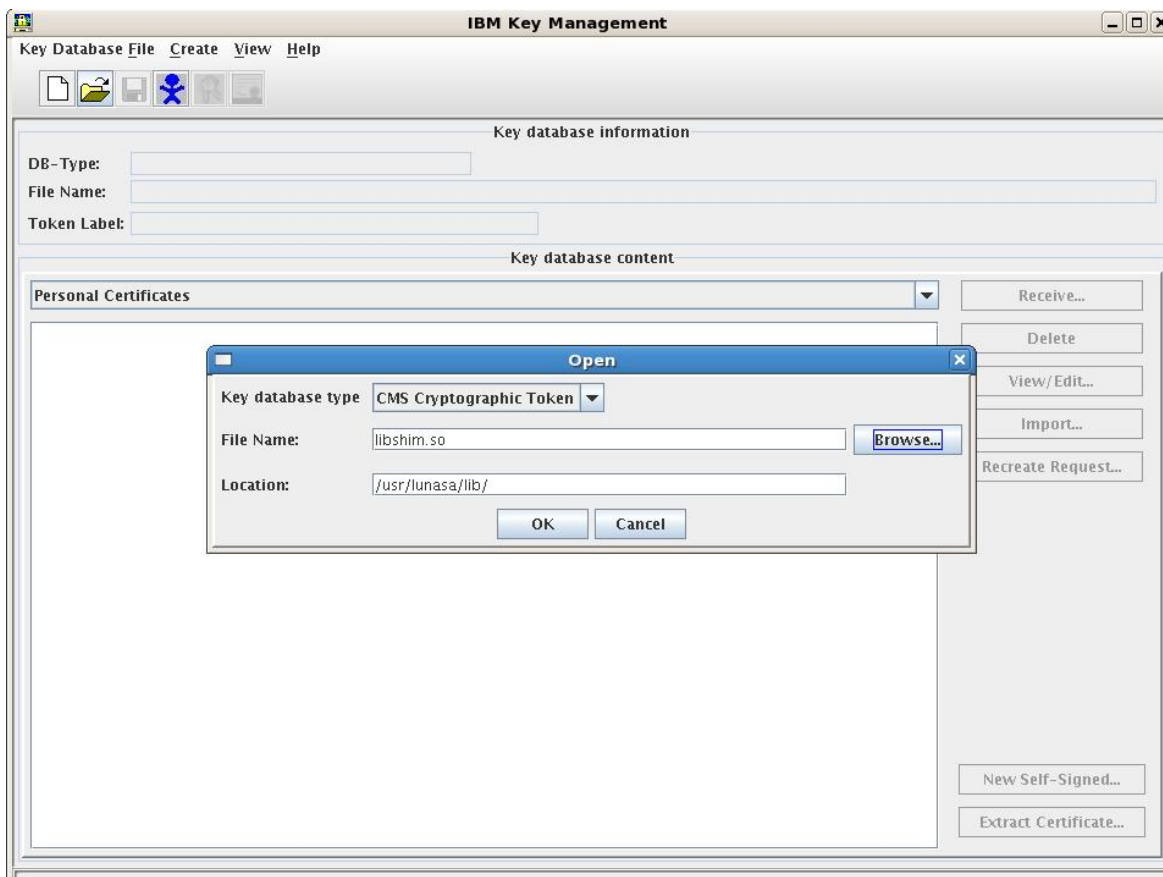 IBM Key Management
Key Database File Create View Help
Key database information
DB-Type:
File Name:
Token Label:
Key database content
Personal Certificates
Receive...
Delete
View/Edit...
Import...
Recreate Request...
Open
Key database type CMS Cryptographic Token
File Name: libshim.so Browse...
Location: /usr/lunasa/lib/
OK Cancel
New Self-Signed...
Extract Certificate...